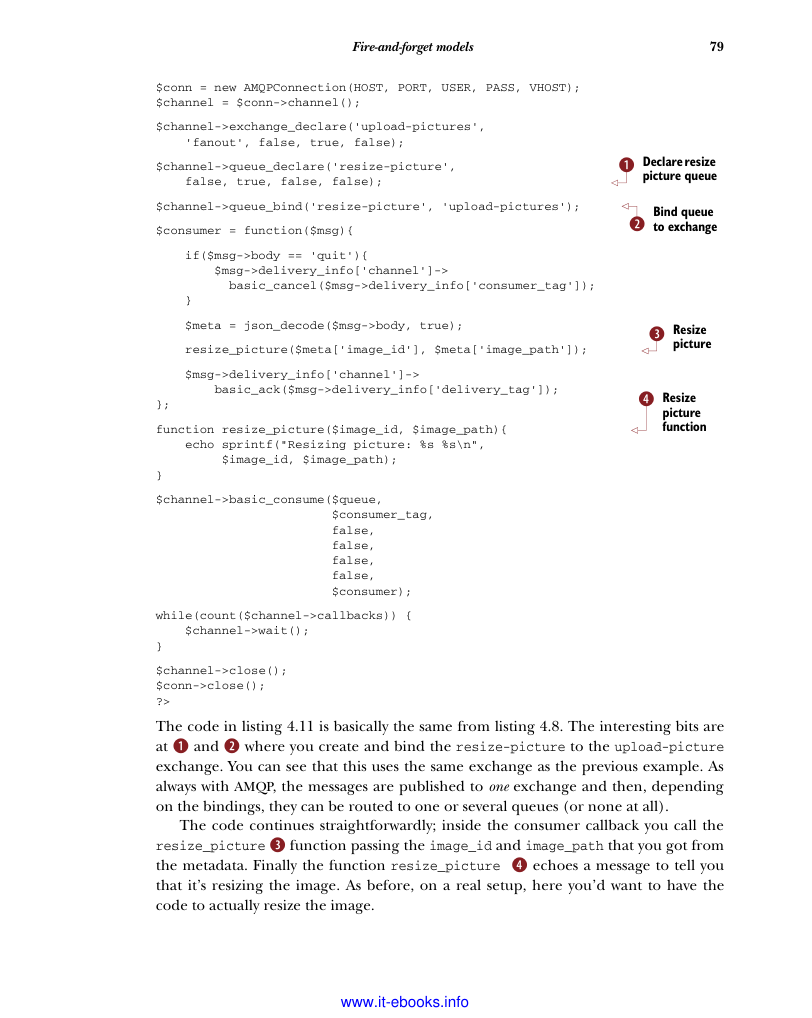 Fire-and-forget models 79
$conn = new AMQPConnection(HOST, PORT, USER, PASS, VHOST);
$channel = $conn->channel();
$channel->exchange_declare('upload-pictures',
'fanout', false, true, false);
$channel->queue_declare('resize-picture',
false, true, false, false);
1 Declare resize
picture queue
$channel->queue_bind('resize-picture', 'upload-pictures');
2 Bind queue
to exchange
$consumer = function($msg){
if($msg->body == 'quit'){
$msg->delivery_info['channel']->
basic_cancel($msg->delivery_info['consumer_tag']);
}
$meta = json_decode($msg->body, true);
resize_picture($meta['image_id'], $meta['image_path']);
3 Resize
picture
$msg->delivery_info['channel']->
basic_ack($msg->delivery_info['delivery_tag']);
};
4 Resize
picture
function
function resize_picture($image_id, $image_path){
echo sprintf("Resizing picture: %s %s\n",
$image_id, $image_path);
}
$channel->basic_consume($queue,
$consumer_tag,
false,
false,
false,
false,
$consumer);
while(count($channel->callbacks)) {
$channel->wait();
}
$channel->close();
$conn->close();
?>
The code in listing 4.11 is basically the same from listing 4.8. The interesting bits are
at 1 and 2 where you create and bind the resize-picture to the upload-picture
exchange. You can see that this uses the same exchange as the previous example. As
always with AMQP, the messages are published to one exchange and then, depending
on the bindings, they can be routed to one or several queues (or none at all).
The code continues straightforwardly; inside the consumer callback you call the
resize_picture 3 function passing the image_id and image_path that you got from
the metadata. Finally the function resize_picture 4 echoes a message to tell you
that it's resizing the image. As before, on a real setup, here you'd want to have the
code to actually resize the image.
www.it-ebooks.info